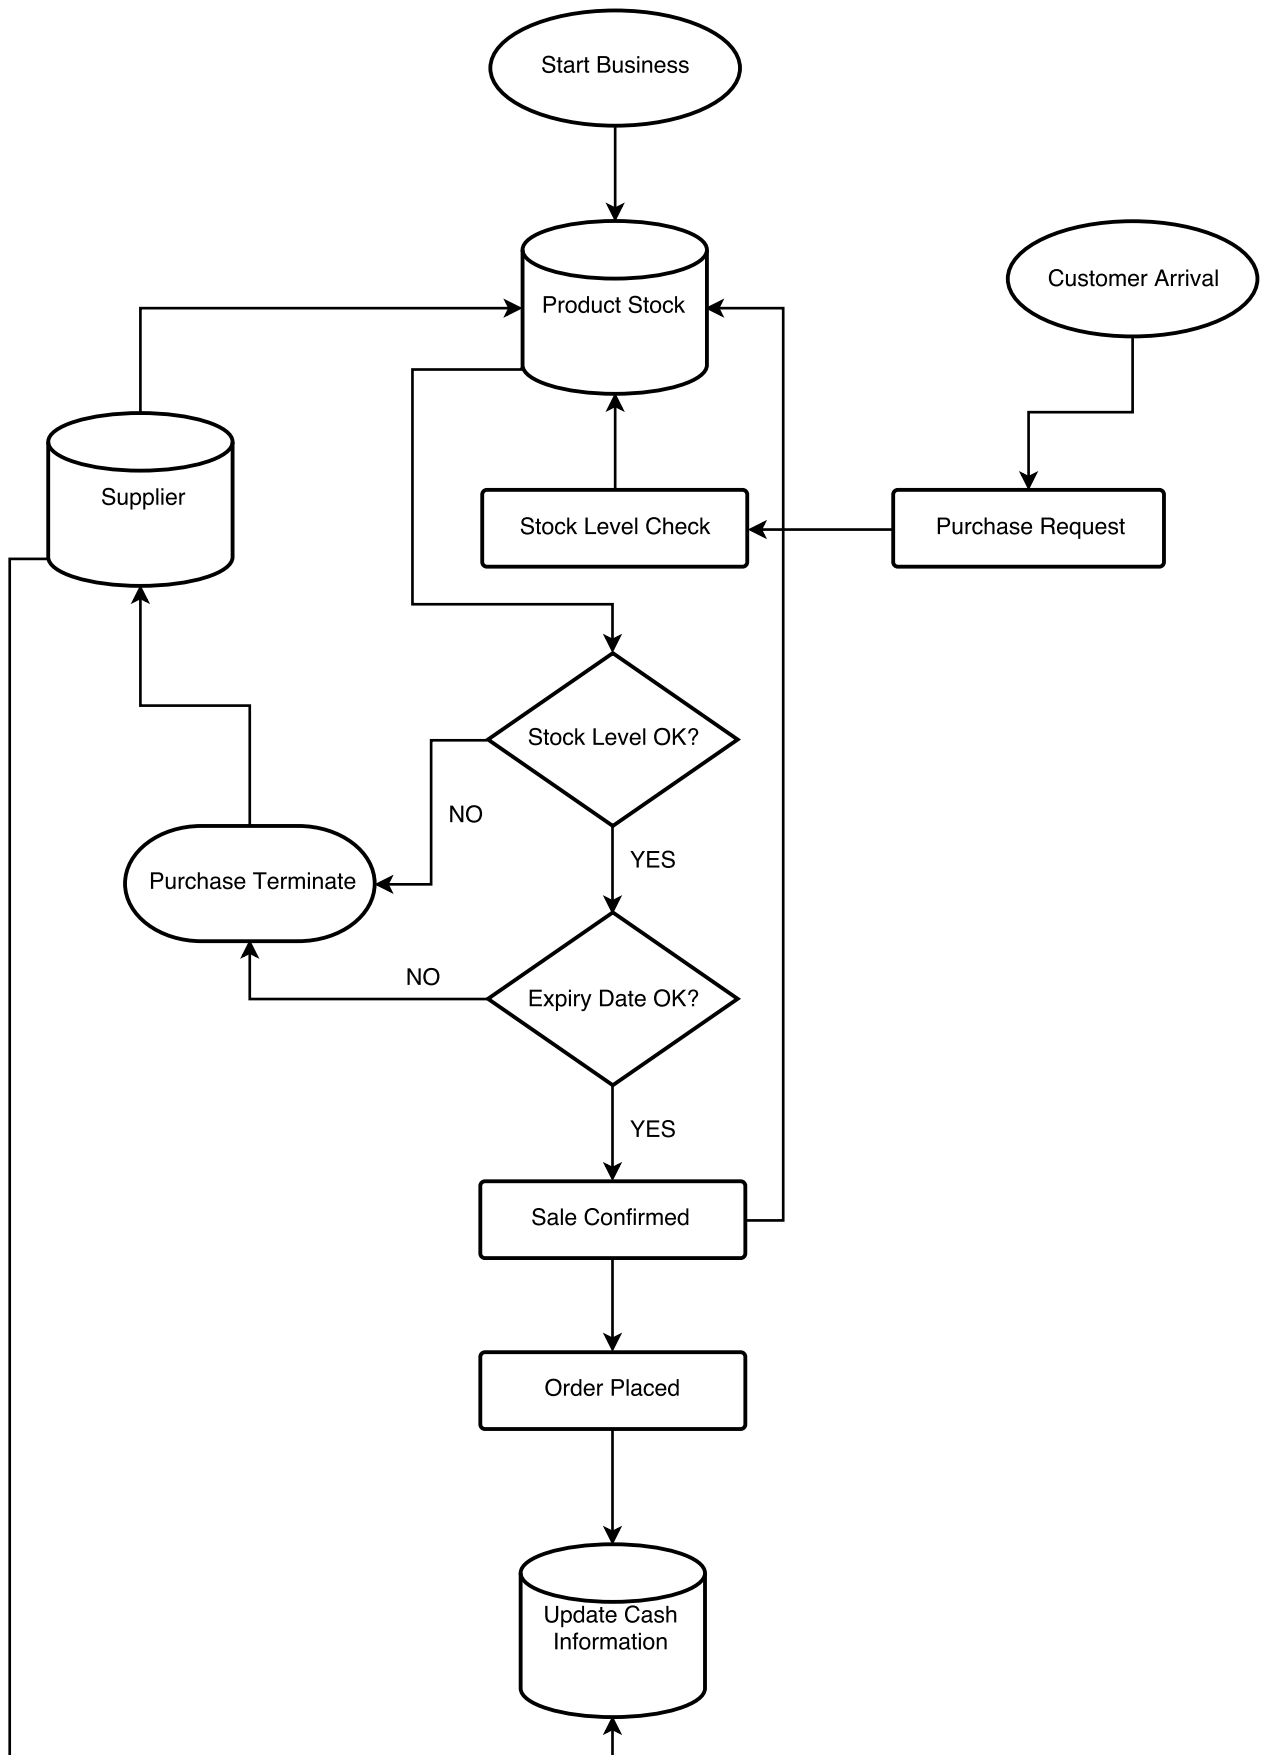 Start Business
Product Stock
Customer Arrival
Supplier
Stock Level Check
Purchase Request
Stock Level OK?
NO
YES
Purchase Terminate
NO
Expiry Date OK?
YES
Sale Confirmed
Order Placed
Update Cash
Information